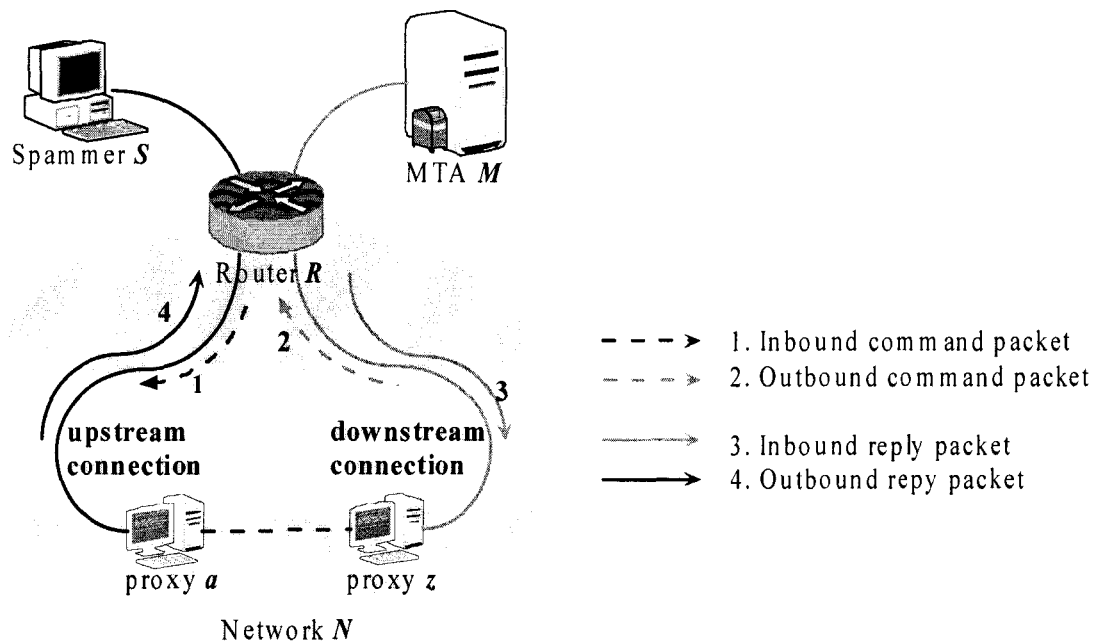 Spammer S
MTA M
Router R
4
2
1
3
upstream
connection
downstream
connection
proxy a
proxy z
Network N
1. Inbound command packet
2. Outbound command packet
3. Inbound reply packet
4. Outbound repy packet